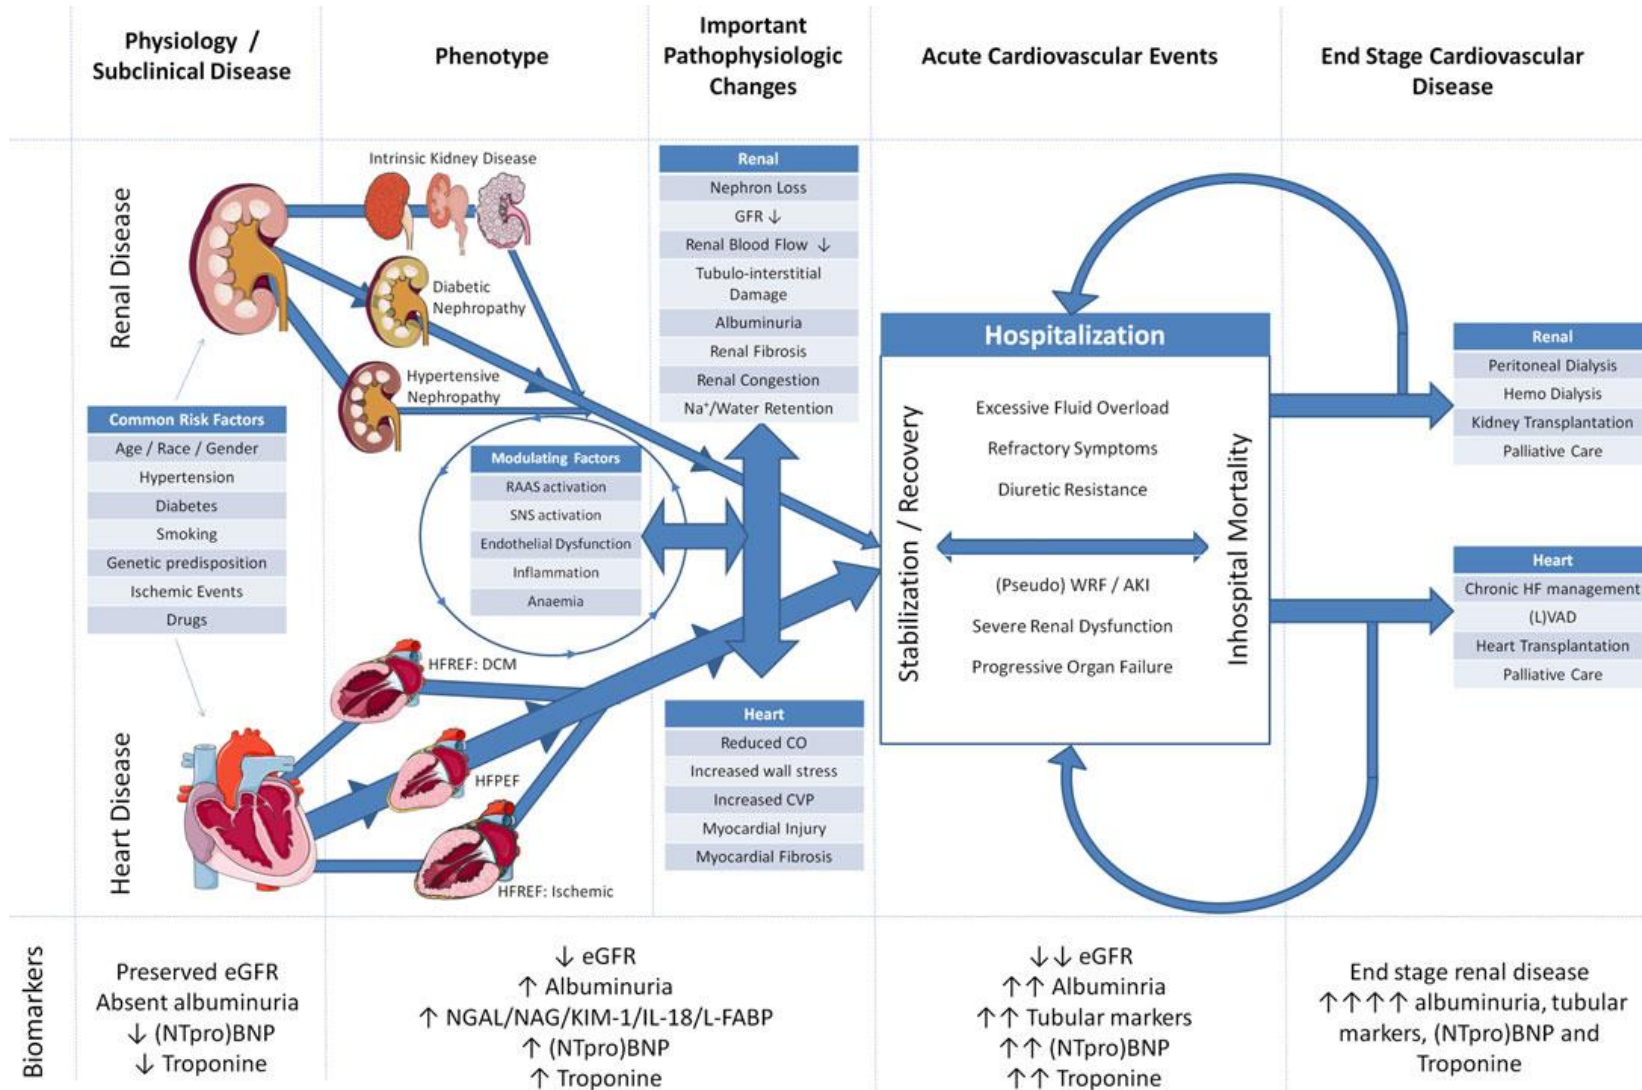 Physiology /
Subclinical Disease
Phenotype
Important
Pathophysiologic
Changes
Acute Cardiovascular Events
End Stage Cardiovascular
Disease
Renal Disease
Heart Disease
Intrinsic Kidney Disease
Diabetic
Nephropathy
Hypertensive
Nephropathy
Common Risk Factors
Age / Race / Gender
Hypertension
Diabetes
Smoking
Genetic predisposition
Ischemic Events
Drugs
Modulating Factors
RAAS activation
SNS activation
Endothelial Dysfunction
Inflammation
Anaemia
HFREF: DCM
HFPEF
HFREF: Ischemic
Renal
Nephron Loss
GFR ↓
Renal Blood Flow ↓
Tubulo-interstitial
Damage
Albuminuria
Renal Fibrosis
Renal Congestion
Na⁺/Water Retention
Heart
Reduced CO
Increased wall stress
Increased CVP
Myocardial Injury
Myocardial Fibrosis
Hospitalization
Stabilization / Recovery
Excessive Fluid Overload
Refractory Symptoms
Diuretic Resistance
(Pseudo) WRF / AKI
Severe Renal Dysfunction
Progressive Organ Failure
Inhospital Mortality
Renal
Peritoneal Dialysis
Hemo Dialysis
Kidney Transplantation
Palliative Care
Heart
Chronic HF management
(L)VAD
Heart Transplantation
Palliative Care
Biomarkers
Preserved eGFR
Absent albuminuria
↓ (NTpro)BNP
↓ Troponine
↓ eGFR
↑ Albuminuria
↑ NGAL/NAG/KIM-1/IL-18/L-FABP
↑ (NTpro)BNP
↑ Troponine
↓↓ eGFR
↑↑ Albuminria
↑↑ Tubular markers
↑↑ (NTpro)BNP
↑↑ Troponine
End stage renal disease
↑↑↑↑ albuminuria, tubular
markers, (NTpro)BNP and
Troponine